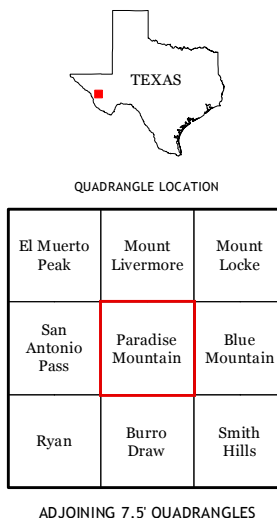 TEXAS
QUADRANGLE LOCATION
El Muerto
Peak
Mount
Livermore
Mount
Locke
San
Antonio
Pass
Paradise
Mountain
Blue
Mountain
Ryan
Burro
Draw
Smith
Hills
ADJOINING 7.5' QUADRANGLES